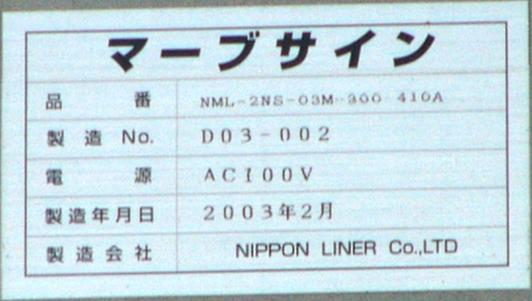 マーブサイン
品番 NML-2NS-03M-300 410A
製造No. D03-002
電源 AC100V
製造年月日 2003年2月
製造会社 NIPPON LINER Co.,LTD